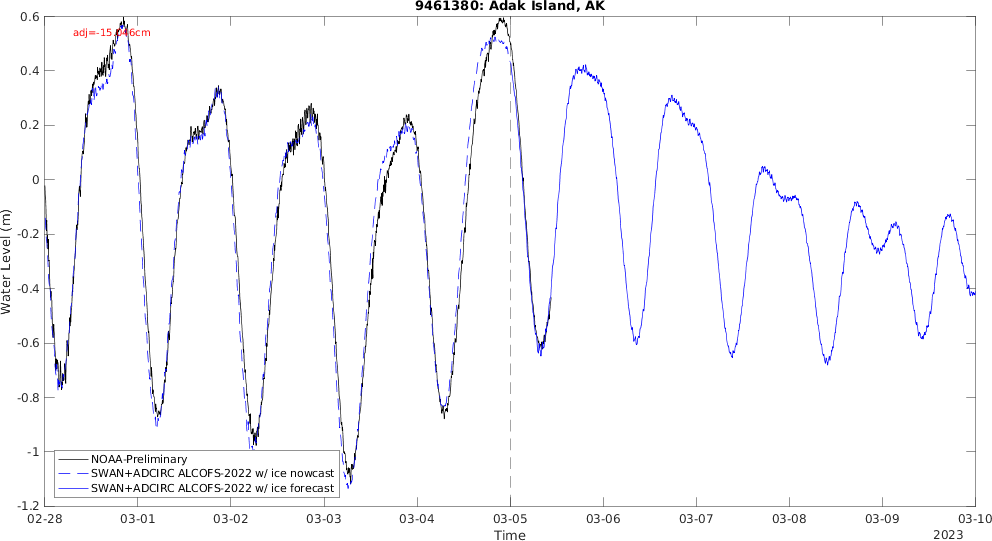 9461380: Adak Island, AK
adj=-15.046cm
0.6
0.4
0.2
0
-0.2
-0.4
-0.6
-0.8
-1
-1.2
Water Level (m)
NOAA-Preliminary
SWAN+ADCIRC ALCOFS-2022 w/ ice nowcast
SWAN+ADCIRC ALCOFS-2022 w/ ice forecast
02-28 03-01 03-02 03-03 03-04 03-05 03-06 03-07 03-08 03-09 03-10
Time
2023